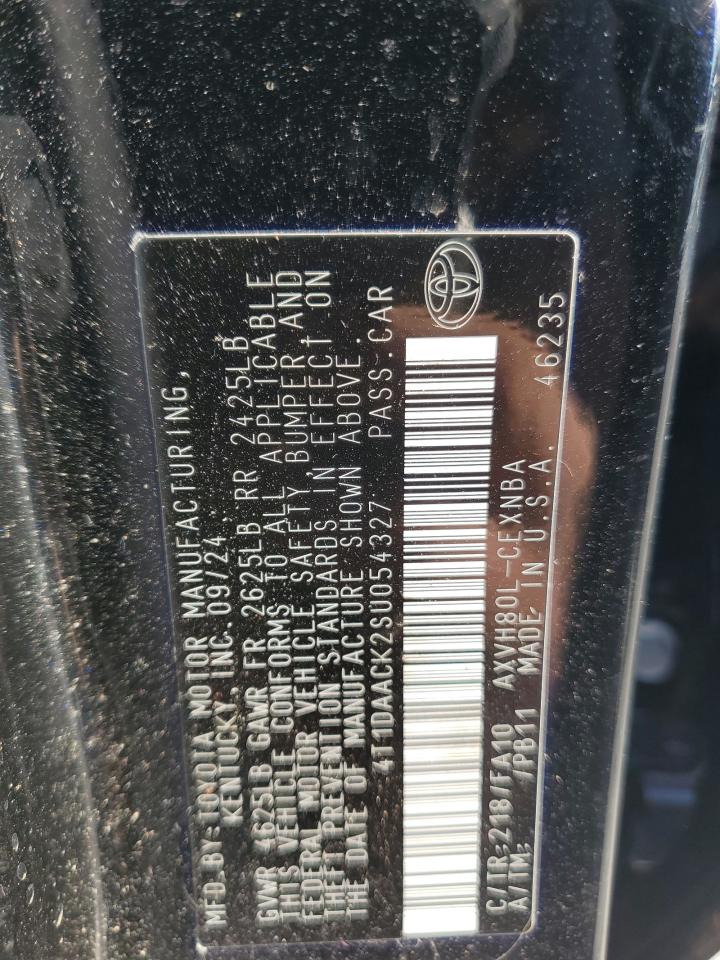 MFD.BY:TOYOTA MOTOR MANUFACTURING,
KENTUCKY, INC.09/24
GVWR 4625LB GAWR FR 2625LB RR 2425LB
THIS VEHICLE CONFORMS TO ALL APPLICABLE
FEDERAL MOTOR VEHICLE SAFETY BUMPER AND
THEFT PREVENTION STANDARDS IN EFFECT ON
THE DATE OF MANUFACTURE SHOWN ABOVE.
4T1DAACK2SU054327 PASS.CAR
C/TR:218/FA10 AXVH80L-CEXNBA
A/TM: /PB11 MADE IN U.S.A. 46235